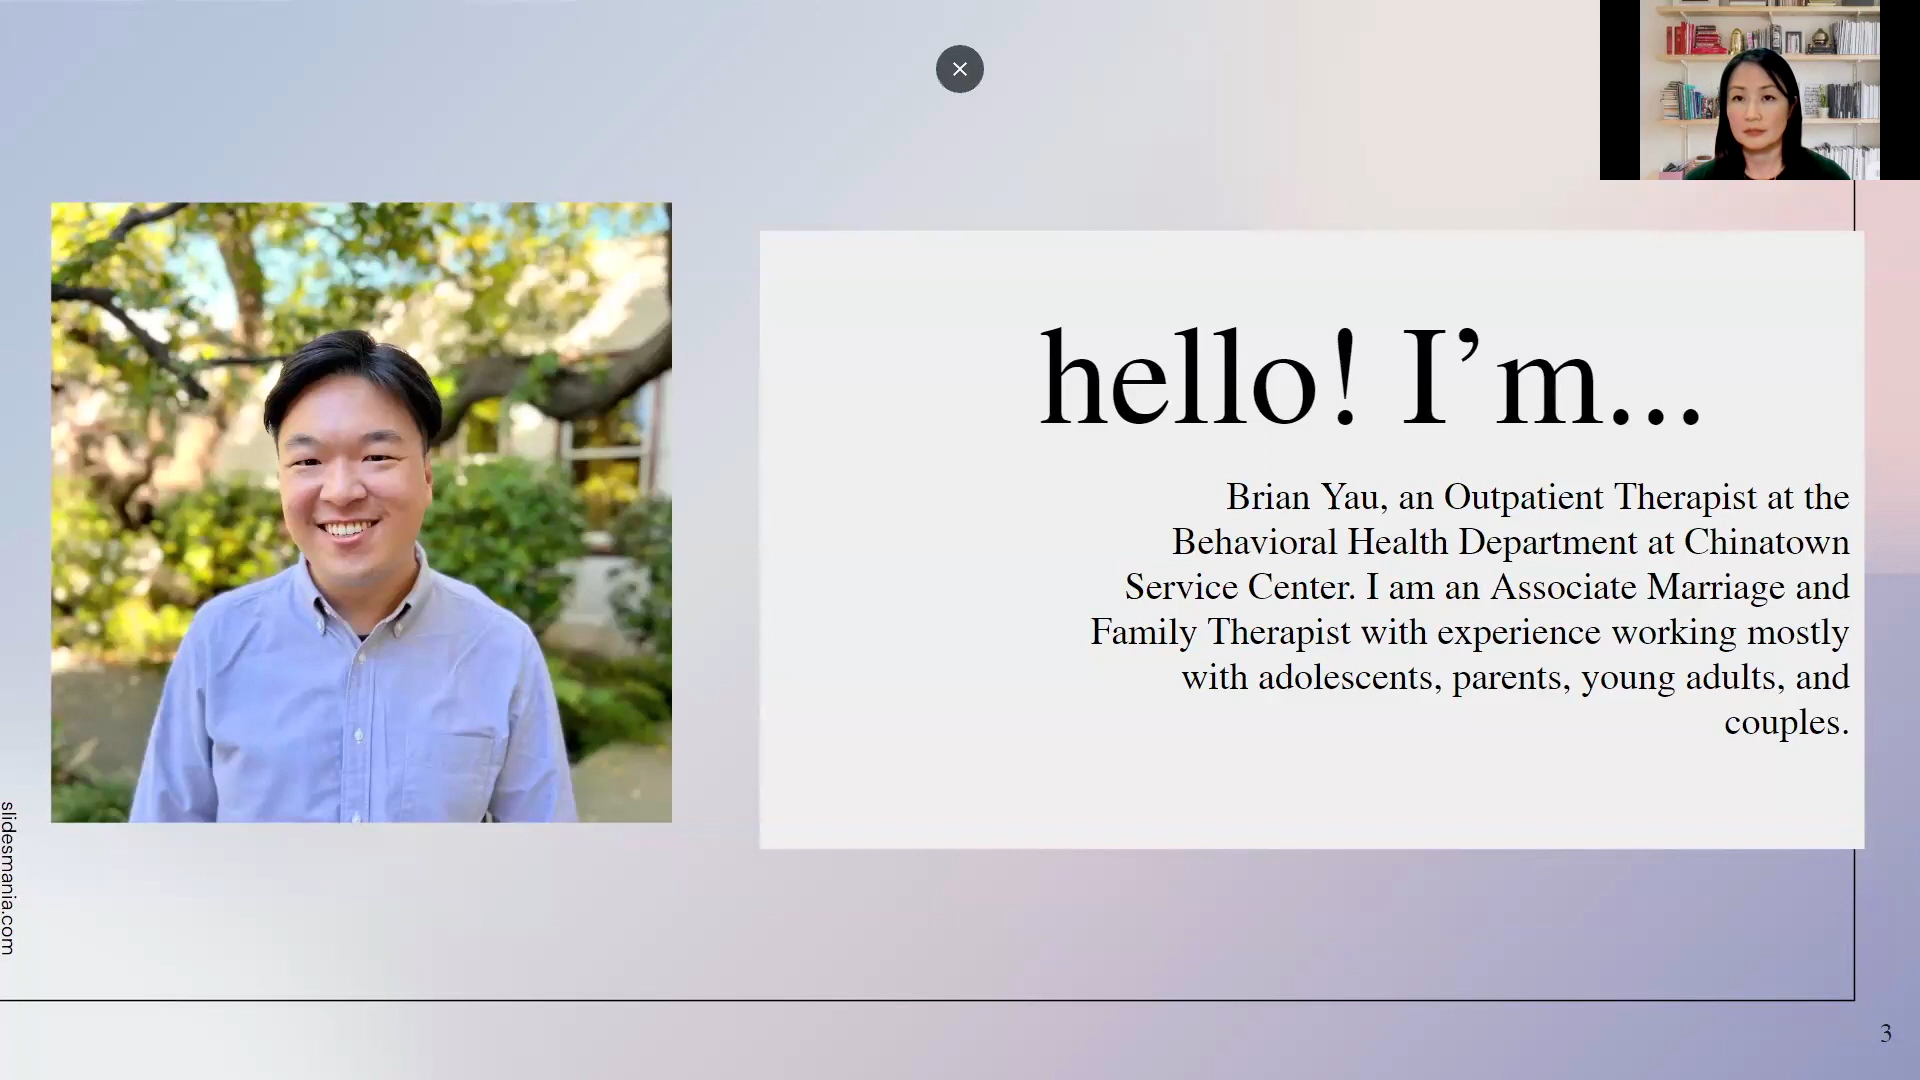 hello! I’m...
Brian Yau, an Outpatient Therapist at the
Behavioral Health Department at Chinatown
Service Center. I am an Associate Marriage and
Family Therapist with experience working mostly
with adolescents, parents, young adults, and
couples.
slidesmania.com
3